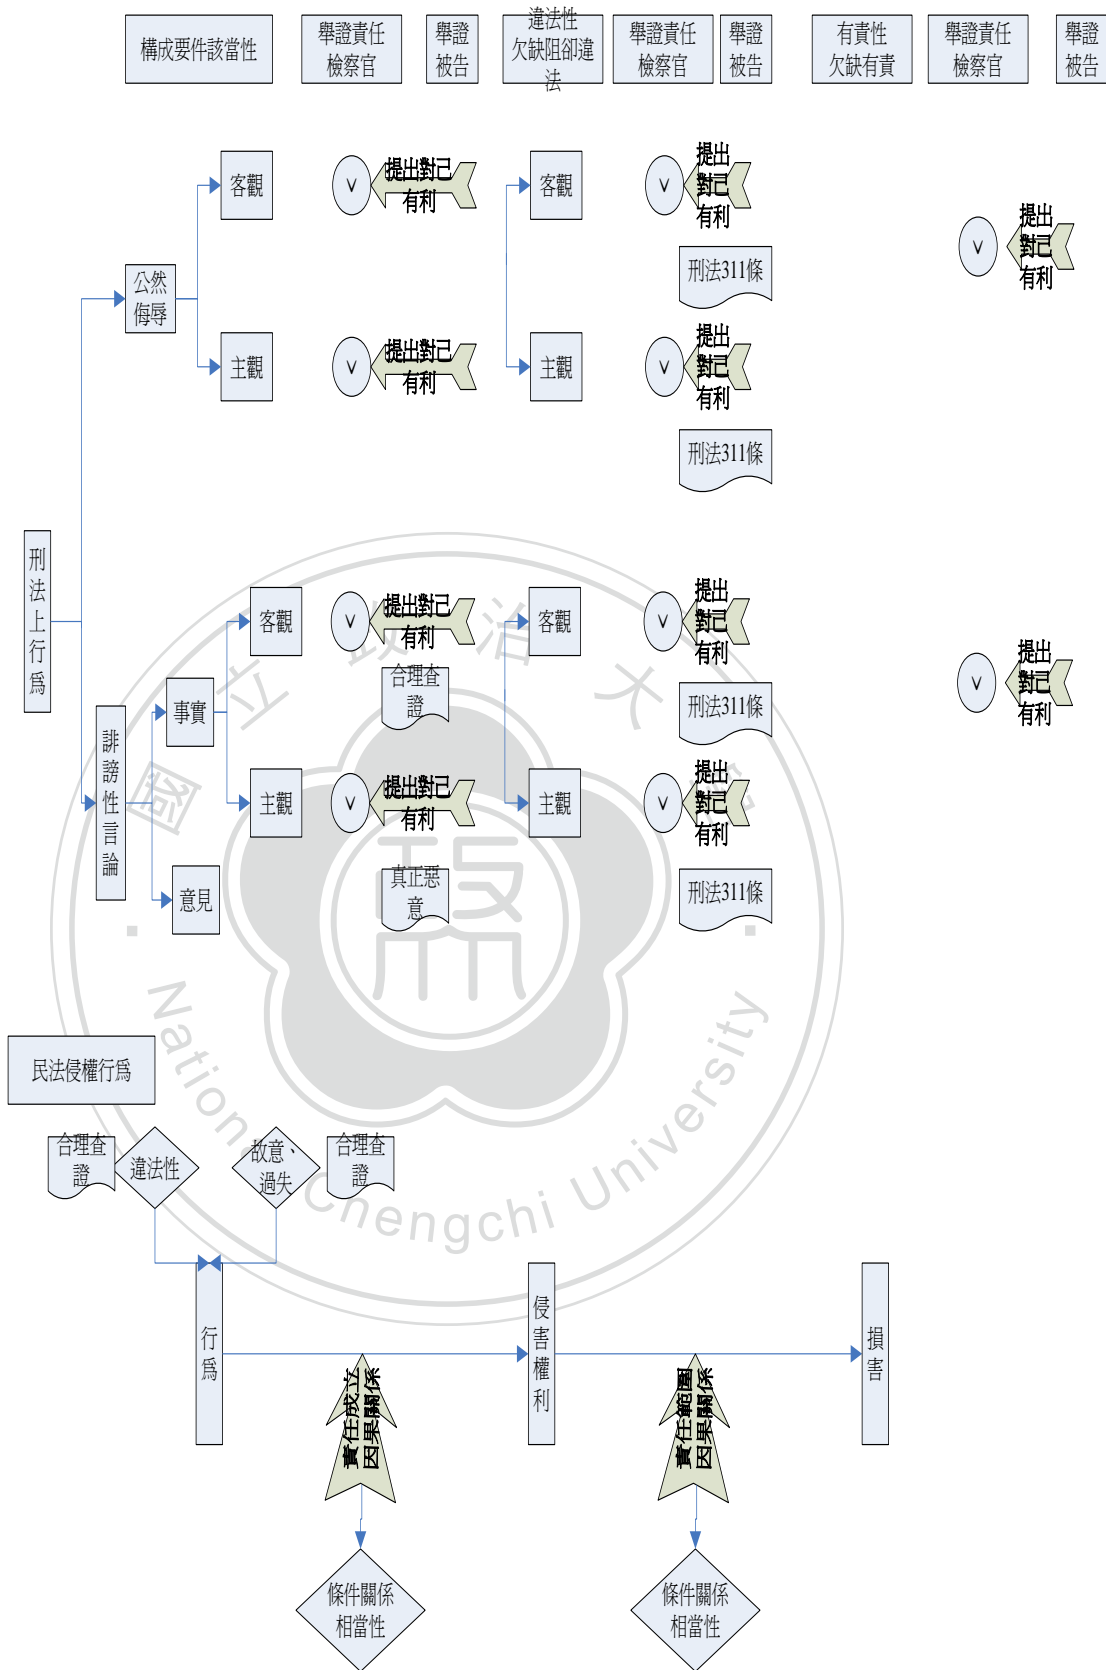 構成要件該當性
舉證責任
檢察官
舉證
被告
違法性
欠缺阻卻違
法
舉證責任
檢察官
舉證
被告
有責性
欠缺有責
舉證責任
檢察官
舉證
被告
客觀
v
提出對己
有利
客觀
v
提出
對己
有利
刑法311條
v
提出
對己
有利
公然
侮辱
主觀
v
提出對己
有利
主觀
v
提出
對己
有利
刑法311條
刑法上行為
誹謗性言論
事實
客觀
v
提出對己
有利
合理查
證
客觀
v
提出
對己
有利
刑法311條
v
提出
對己
有利
主觀
v
提出對己
有利
真正惡
意
主觀
v
提出
對己
有利
刑法311條
意見
國立政治大學
National Chengchi University
民法侵權行為
合理查
證
違法性
故意、
過失
合理查
證
行為
侵害權利
損害
責任成立
因果關係
責任範圍
因果關係
條件關係
相當性
條件關係
相當性